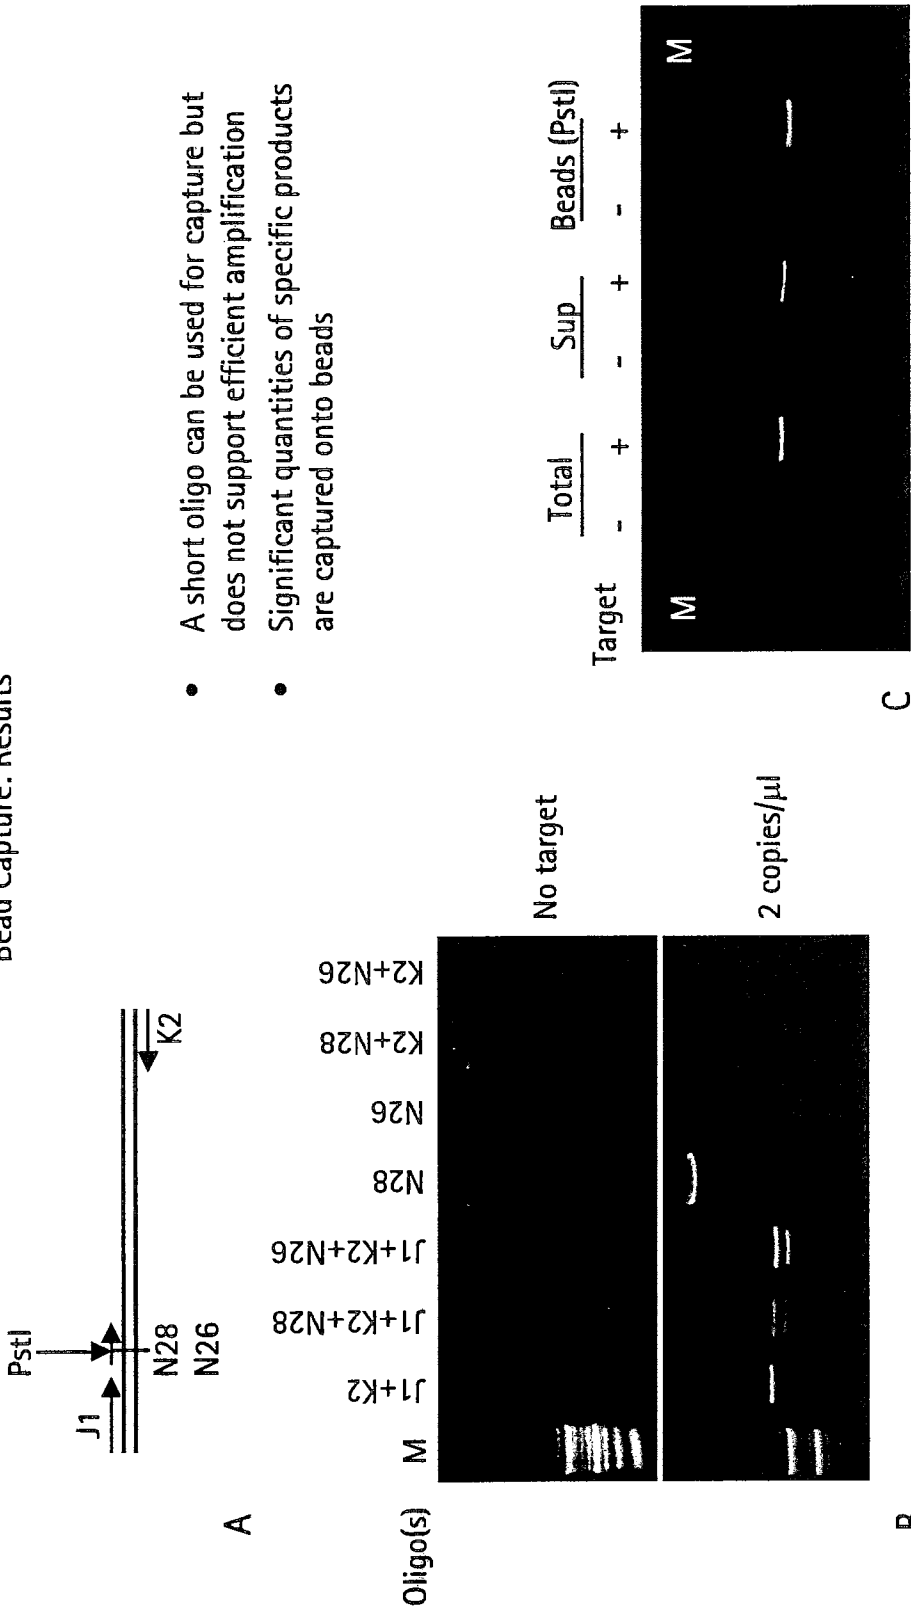 Bead Capture: Results
PstI
J1
K2
N28
N26
A
• A short oligo can be used for capture but
does not support efficient amplification
• Significant quantities of specific products
are captured onto beads
Oligo(s)
M
J1+K2
J1+K2+N28
J1+K2+N26
N28
N26
K2+N28
K2+N26
No target
2 copies/µl
B
Total Sup Beads (PstI)
Target - + - + - +
M M
C